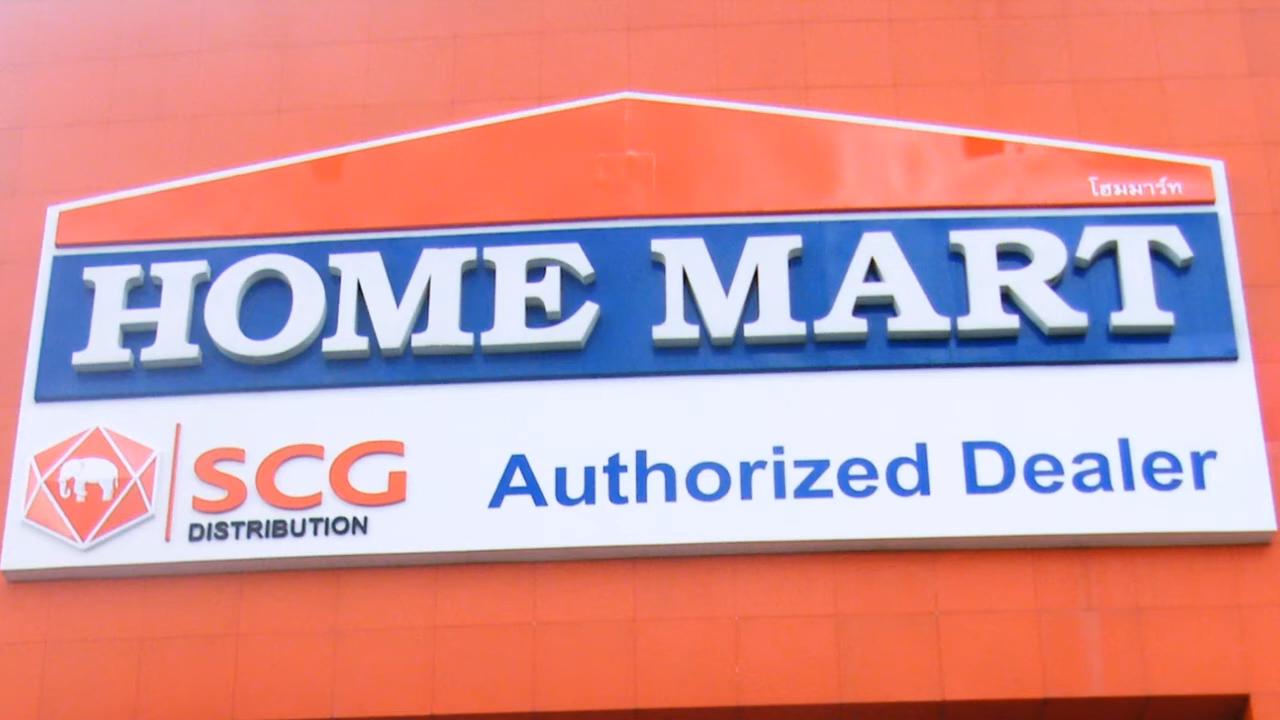 โฮมมาร์ท
HOME MART
SCG Authorized Dealer
DISTRIBUTION